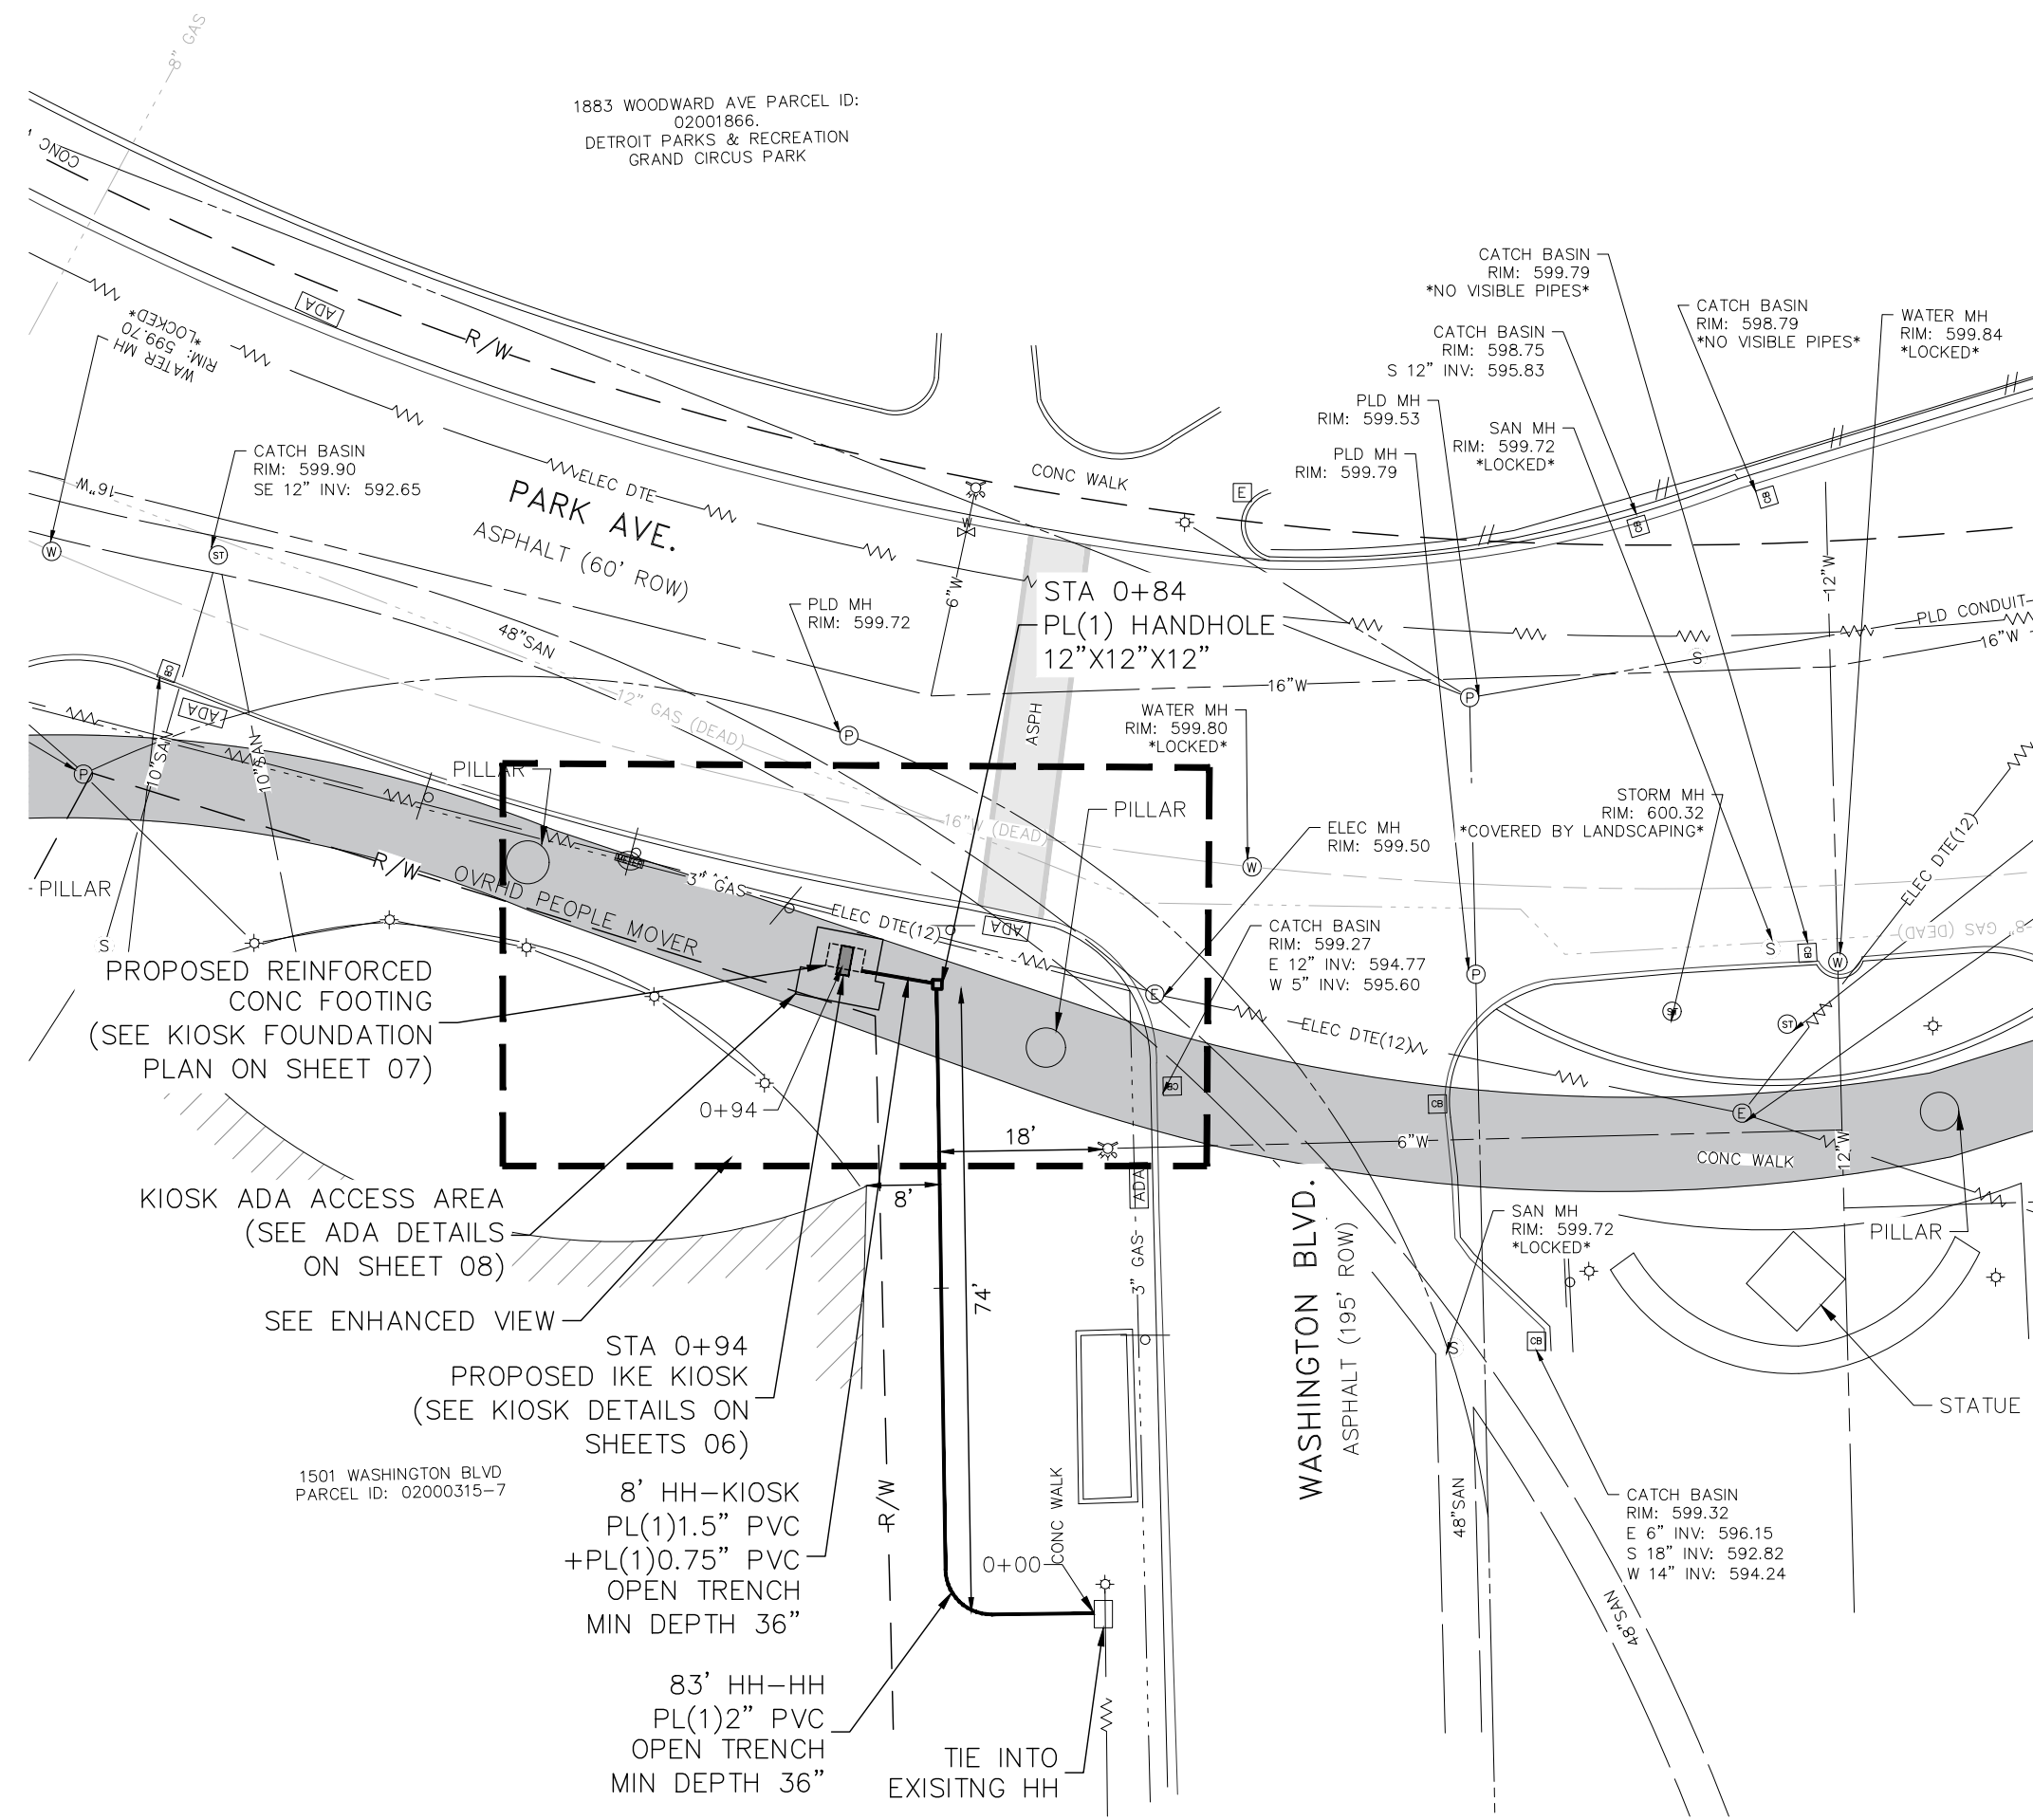 8" GAS
1883 WOODWARD AVE PARCEL ID:
02001866.
DETROIT PARKS & RECREATION
GRAND CIRCUS PARK
CONC
ADA
R/W
WATER MH
RIM: 599.70
*LOCKED*
CATCH BASIN
RIM: 599.90
SE 12" INV: 592.65
16"W
W
ST
ELEC DTE
PARK AVE.
ASPHALT (60' ROW)
48"SAN
PLD MH
RIM: 599.72
W
6"W
CONC WALK
E
STA 0+84
PL(1) HANDHOLE
12"X12"X12"
CATCH BASIN
RIM: 599.79
*NO VISIBLE PIPES*
CATCH BASIN
RIM: 598.75
S 12" INV: 595.83
PLD MH
RIM: 599.53
SAN MH
RIM: 599.72
*LOCKED*
PLD MH
RIM: 599.79
CATCH BASIN
RIM: 598.79
*NO VISIBLE PIPES*
WATER MH
RIM: 599.84
*LOCKED*
CB
CB
12"W
PLD CONDUIT
16"W
S
16"W
P
12" GAS (DEAD)
ASPH
WATER MH
RIM: 599.80
*LOCKED*
CB
ADA
10"SAN
10"SAN
P
P
PILLAR
16"W (DEAD)
PILLAR
W
ELEC MH
RIM: 599.50
STORM MH
RIM: 600.32
*COVERED BY LANDSCAPING*
ELEC DTE(12)
8" GAS (DEAD)
PILLAR
R/W
OVRHD PEOPLE MOVER
3" GAS
ELEC DTE(12)
ADA
CATCH BASIN
RIM: 599.27
E 12" INV: 594.77
W 5" INV: 595.60
S
S
CB
W
P
E
ST
ST
PROPOSED REINFORCED
CONC FOOTING
(SEE KIOSK FOUNDATION
PLAN ON SHEET 07)
ELEC DTE(12)
CB
CB
E
0+94
18'
6"W
CONC WALK
12"W
8'
ADA
KIOSK ADA ACCESS AREA
(SEE ADA DETAILS
ON SHEET 08)
SAN MH
RIM: 599.72
*LOCKED*
PILLAR
SEE ENHANCED VIEW
74'
3" GAS
WASHINGTON BLVD.
ASPHALT (195' ROW)
S
CB
STA 0+94
PROPOSED IKE KIOSK
(SEE KIOSK DETAILS ON
SHEETS 06)
STATUE
1501 WASHINGTON BLVD
PARCEL ID: 02000315-7
8' HH-KIOSK
PL(1)1.5" PVC
+PL(1)0.75" PVC
OPEN TRENCH
MIN DEPTH 36"
R/W
0+00
CONC WALK
48"SAN
CATCH BASIN
RIM: 599.32
E 6" INV: 596.15
S 18" INV: 592.82
W 14" INV: 594.24
48"SAN
83' HH-HH
PL(1)2" PVC
OPEN TRENCH
MIN DEPTH 36"
TIE INTO
EXISITNG HH